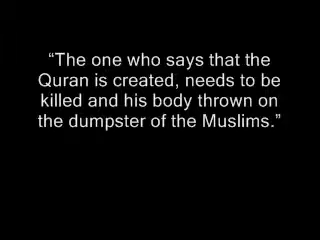 “The one who says that the
Quran is created, needs to be
killed and his body thrown on
the dumpster of the Muslims.”